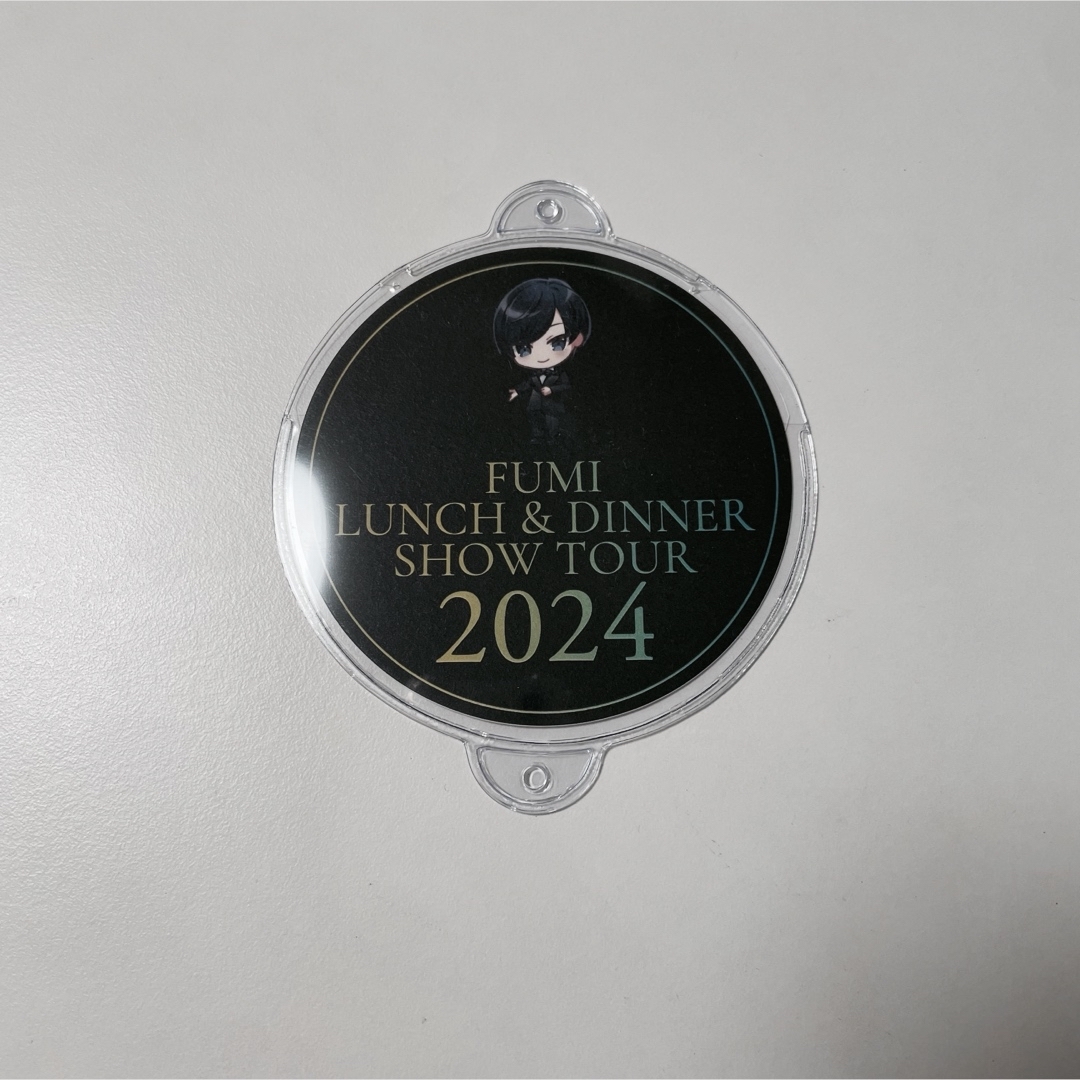 FUMI
LUNCH & DINNER
SHOW TOUR
2024